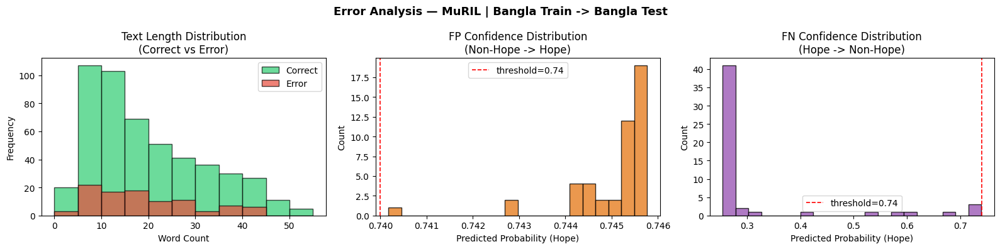 Error Analysis — MuRIL | Bangla Train -> Bangla Test
Text Length Distribution
(Correct vs Error)
Frequency
100
80
60
40
20
0
0 10 20 30 40 50
Word Count
Correct
Error
FP Confidence Distribution
(Non-Hope -> Hope)
Count
17.5
15.0
12.5
10.0
7.5
5.0
2.5
0.0
0.740 0.741 0.742 0.743 0.744 0.745 0.746
Predicted Probability (Hope)
threshold=0.74
FN Confidence Distribution
(Hope -> Non-Hope)
Count
40
35
30
25
20
15
10
5
0
0.3 0.4 0.5 0.6 0.7
Predicted Probability (Hope)
threshold=0.74